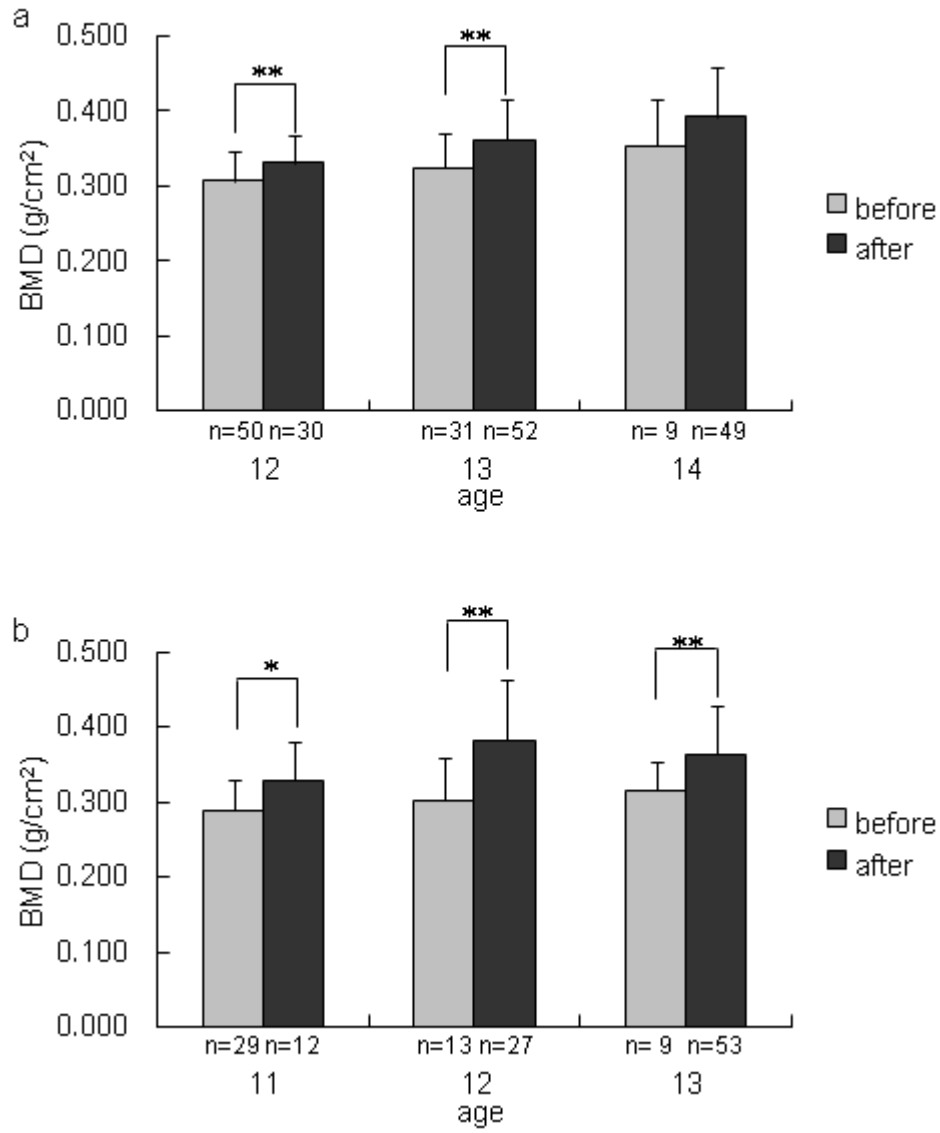 a
0.500
0.400
0.300
0.200
0.100
0.000
BMD (g/cm²)
** **
before
after
n=50 n=30 n=31 n=52 n= 9 n=49
12 13 14
age
b
0.500
0.400
0.300
0.200
0.100
0.000
BMD (g/cm²)
* ** **
before
after
n=29 n=12 n=13 n=27 n= 9 n=53
11 12 13
age